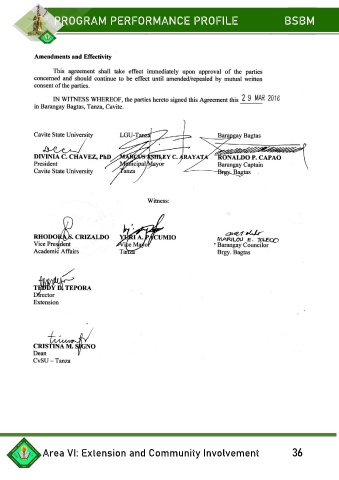 PROGRAM PERFORMANCE PROFILE BSBM
Amendments and Effectivity
This agreement shall take effect immediately upon approval of the parties
concerned and should continue to be effect until amended/repealed by mutual written
consent of the parties.
IN WITNESS WHEREOF, the parties hereto signed this Agreement this 29 MAR 2016
in Barangay Bagtas, Tanza, Cavite.
Cavite State University LGU-Tanza Barangay Bagtas
DIVINIA C. CHAVEZ, PhD MARCUS ASHLEY C. ARAYATA RONALDO P. CAPAO
President Municipal Mayor Barangay Captain
Cavite State University Tanza Brgy. Bagtas
Witness:
RHODORA S. CRIZALDO YURI A. PACUMIO MARILOU E. TOLEDO
Vice President Vice Mayor Barangay Councilor
Academic Affairs Tanza Brgy. Bagtas
TEDDY D. TEPORA
Director
Extension
CRISTINA M. SIGNO
Dean
CvSU – Tanza
Area VI: Extension and Community Involvement 36